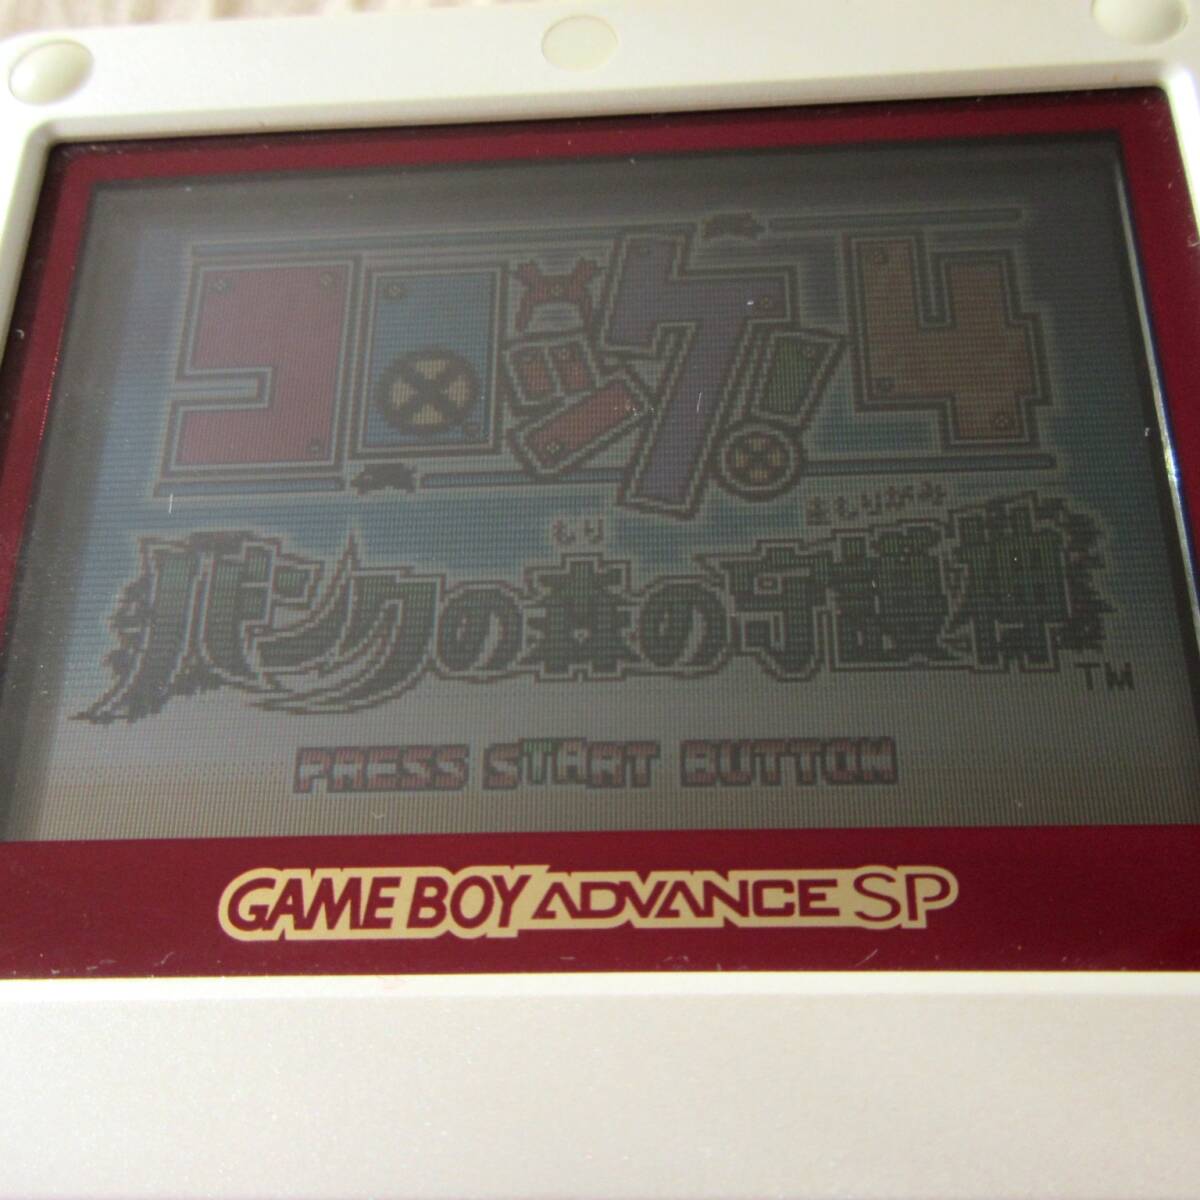 コロッケ!4
もり まもりがみ
バンクの森の守護神
TM
PRESS START BUTTON
GAME BOY ADVANCE SP